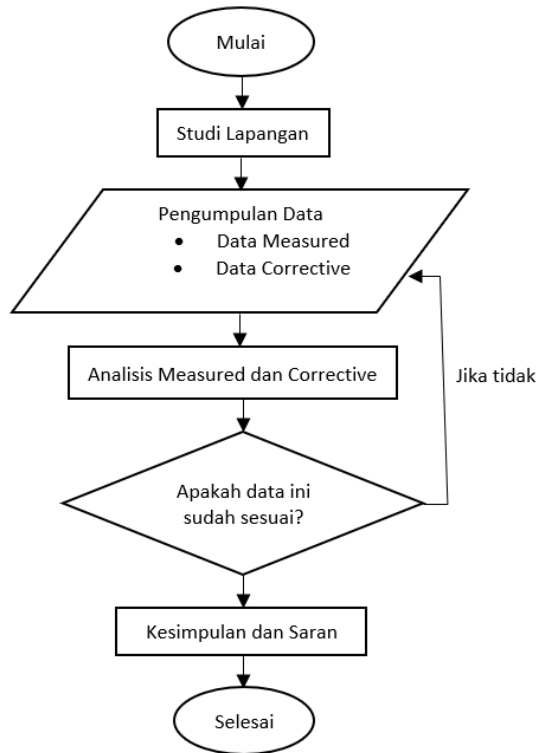 Mulai
Studi Lapangan
Pengumpulan Data
• Data Measured
• Data Corrective
Analisis Measured dan Corrective
Jika tidak
Apakah data ini
sudah sesuai?
Kesimpulan dan Saran
Selesai